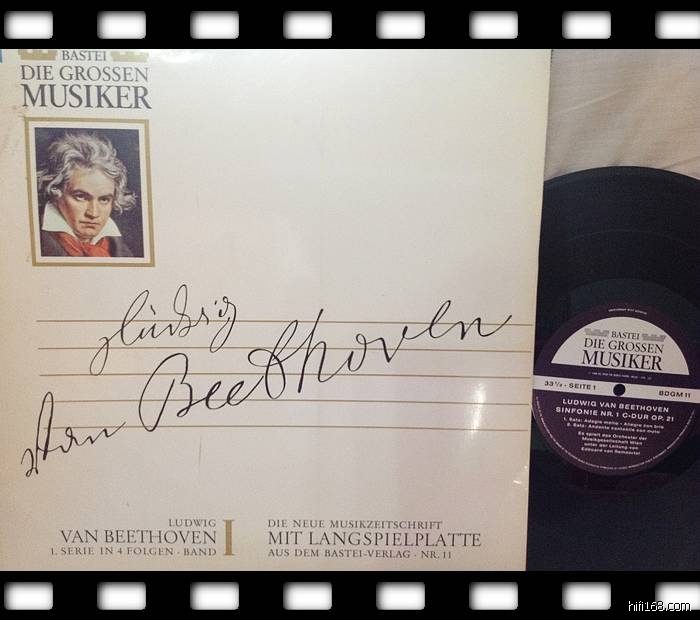 BASTEI
DIE GROSSEN
MUSIKER
van Beethoven
LUDWIG
VAN BEETHOVEN I
1. SERIE IN 4 FOLGEN · BAND
DIE NEUE MUSIKZEITSCHRIFT
MIT LANGSPIELPLATTE
AUS DEM BASTEI-VERLAG · NR. 11
BASTEI
DIE GROSSEN
MUSIKER
33 1/3 - SEITE 1
BDGM 11
LUDWIG VAN BEETHOVEN
SINFONIE NR. 1 C-DUR OP. 21
1. Satz: Adagio molto - Allegro con brio
2. Satz: Andante cantabile con moto
Es spielt das Orchester der
Musikgesellschaft Wien
unter der Leitung von
Edouard van Remoortel
hifi168.com